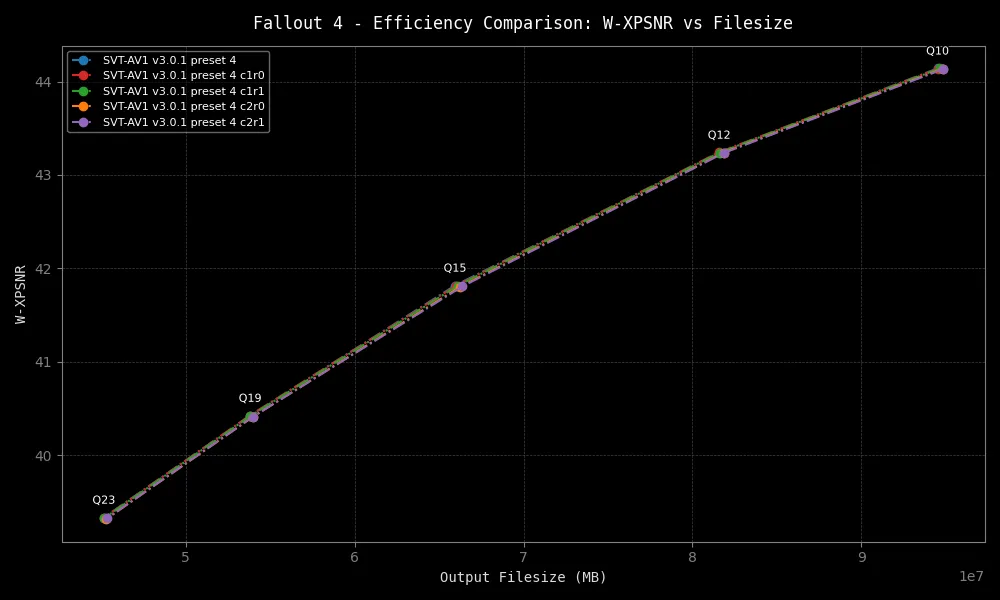 Fallout 4 - Efficiency Comparison: W-XPSNR vs Filesize
SVT-AV1 v3.0.1 preset 4
SVT-AV1 v3.0.1 preset 4 c1r0
SVT-AV1 v3.0.1 preset 4 c1r1
SVT-AV1 v3.0.1 preset 4 c2r0
SVT-AV1 v3.0.1 preset 4 c2r1
Q10
Q12
Q15
Q19
Q23
44
43
42
41
40
W-XPSNR
5 6 7 8 9
1e7
Output Filesize (MB)